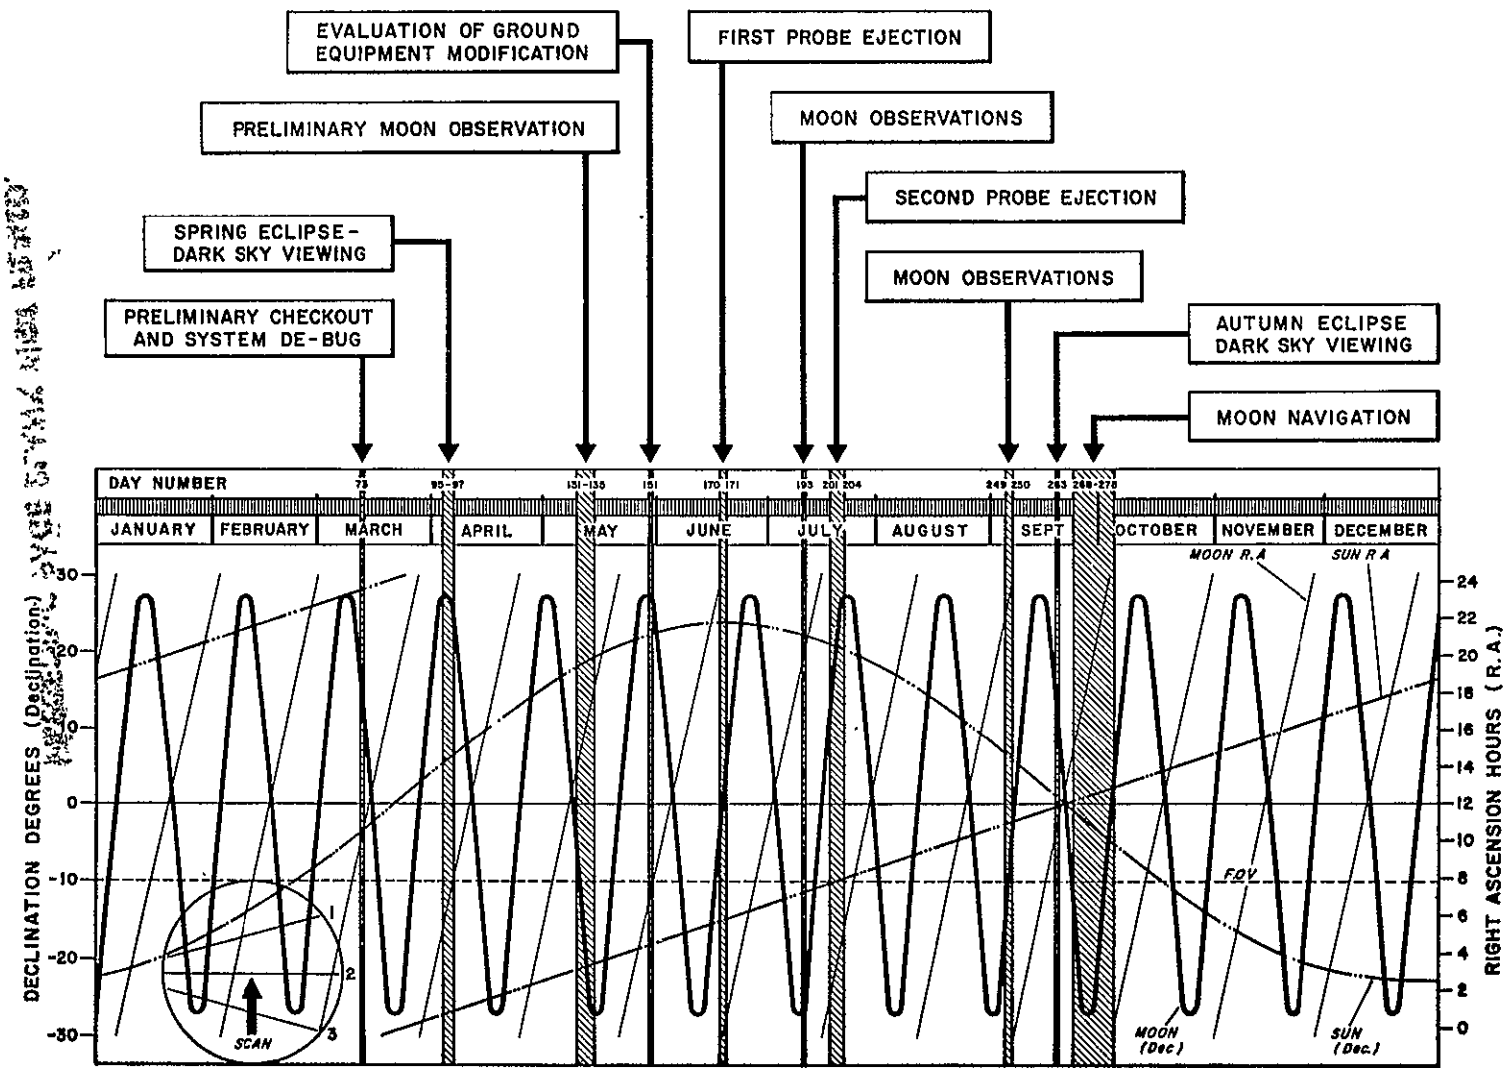 EVALUATION OF GROUND
EQUIPMENT MODIFICATION
FIRST PROBE EJECTION
PRELIMINARY MOON OBSERVATION
MOON OBSERVATIONS
SECOND PROBE EJECTION
SPRING ECLIPSE-
DARK SKY VIEWING
MOON OBSERVATIONS
PRELIMINARY CHECKOUT
AND SYSTEM DE-BUG
AUTUMN ECLIPSE
DARK SKY VIEWING
MOON NAVIGATION
DAY NUMBER 73 95-97 131-135 151 170 171 193 201 204 249 250 263 268-278
JANUARY FEBRUARY MARCH APRIL MAY JUNE JULY AUGUST SEPT OCTOBER NOVEMBER DECEMBER
MOON R.A SUN R A
DECLINATION DEGREES (Declination)
30
20
10
0
-10
-20
-30
24
22
20
18
16
14
12
10
8
6
4
2
0
RIGHT ASCENSION HOURS (R.A.)
F.O.V
1
2
3
SCAN
MOON
(Dec)
SUN
(Dec.)